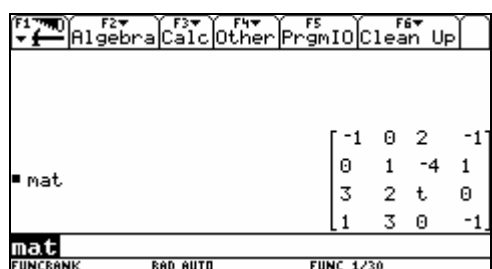 F1 F2 F3 F4 F5 F6
Algebra Calc Other PrgmIO Clean Up
-1 0 2 -1
0 1 -4 1
▪ mat
3 2 t 0
1 3 0 -1
mat
FUNCRANK RAD AUTO FUNC 1/30